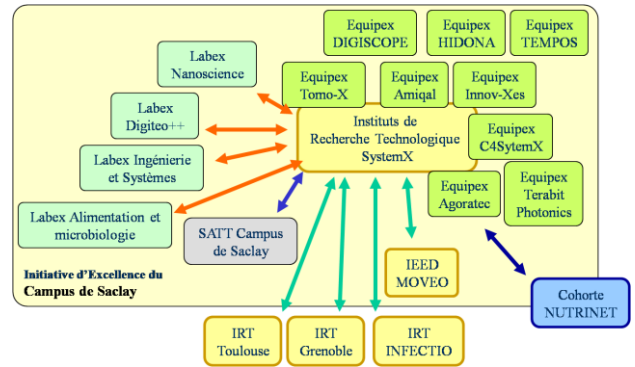 Equipex
DIGISCOPE
Equipex
HIDONA
Equipex
TEMPOS
Labex
Nanoscience
Equipex
Tomo-X
Equipex
Amiqal
Equipex
Innov-Xes
Labex
Digiteo++
Instituts de
Recherche Technologique
SystemX
Equipex
C4SytemX
Labex Ingénierie
et Systèmes
Equipex
Agoratec
Equipex
Terabit
Photonics
Labex Alimentation et
microbiologie
SATT Campus
de Saclay
IEED
MOVEO
Initiative d'Excellence du
Campus de Saclay
Cohorte
NUTRINET
IRT
Toulouse
IRT
Grenoble
IRT
INFECTIO